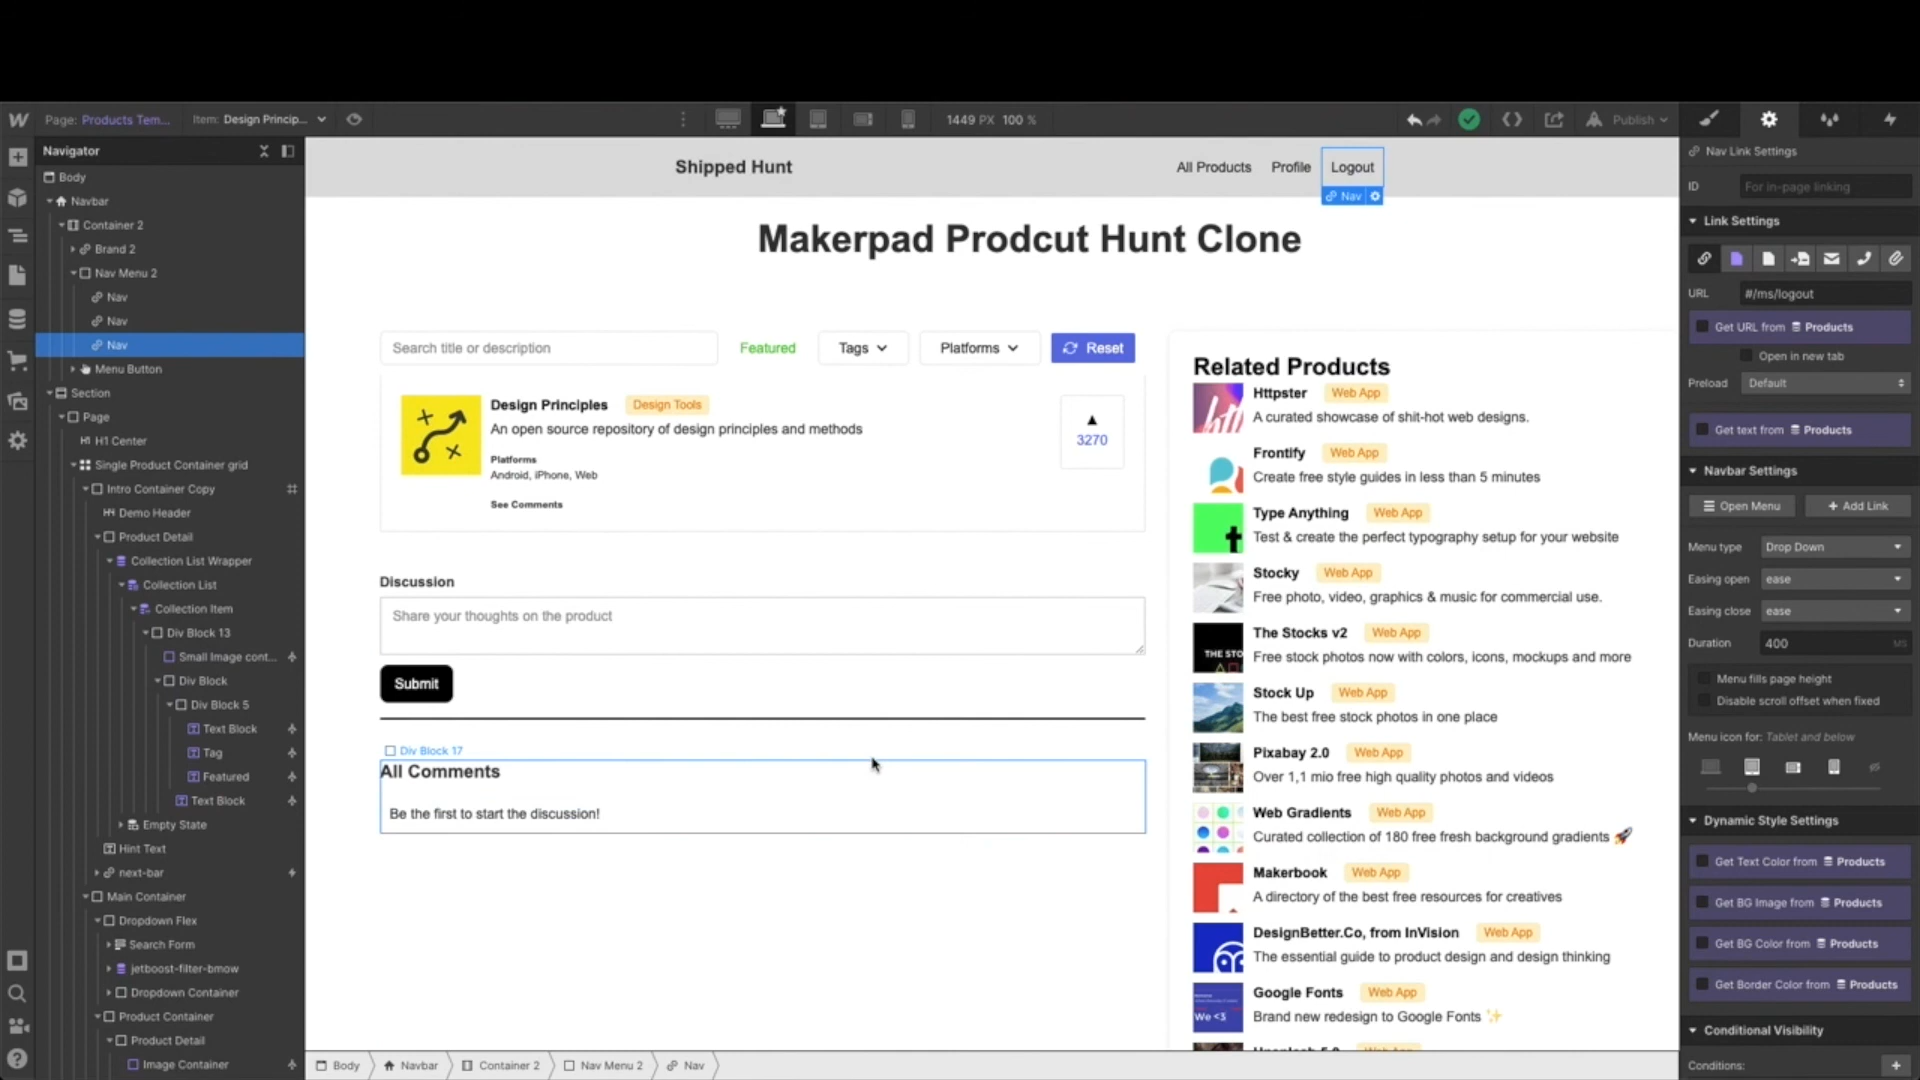 Page: Products Tem...
Item: Design Princip...
1449 PX 100 %
Publish
Navigator
Body
Navbar
Container 2
Brand 2
Nav Menu 2
Nav
Nav
Nav
Menu Button
Section
Page
H1 H1 Center
Single Product Container grid
Intro Container Copy
Demo Header
Product Detail
Collection List Wrapper
Collection List
Collection Item
Div Block 13
Small Image cont...
Div Block
Div Block 5
Text Block
Tag
Featured
Text Block
Empty State
Hint Text
next-bar
Main Container
Dropdown Flex
Search Form
jetboost-filter-bmow
Dropdown Container
Product Container
Product Detail
Image Container
Shipped Hunt
All Products
Profile
Logout
Nav
Makerpad Prodcut Hunt Clone
Search title or description
Featured
Tags
Platforms
Reset
Design Principles
Design Tools
An open source repository of design principles and methods
Platforms
Android, iPhone, Web
See Comments
3270
Discussion
Share your thoughts on the product
Submit
Div Block 17
All Comments
Be the first to start the discussion!
Related Products
Httpster
Web App
A curated showcase of shit-hot web designs.
Frontify
Web App
Create free style guides in less than 5 minutes
Type Anything
Web App
Test & create the perfect typography setup for your website
Stocky
Web App
Free photo, video, graphics & music for commercial use.
THE STO
The Stocks v2
Web App
Free stock photos now with colors, icons, mockups and more
Stock Up
Web App
The best free stock photos in one place
Pixabay 2.0
Web App
Over 1,1 mio free high quality photos and videos
Web Gradients
Web App
Curated collection of 180 free fresh background gradients 🚀
Makerbook
Web App
A directory of the best free resources for creatives
DesignBetter.Co, from InVision
Web App
The essential guide to product design and design thinking
We <3
Google Fonts
Web App
Brand new redesign to Google Fonts ✨
Body
Navbar
Container 2
Nav Menu 2
Nav
Nav Link Settings
ID
For in-page linking
Link Settings
URL
#/ms/logout
Get URL from Products
Open in new tab
Preload
Default
Get text from Products
Navbar Settings
Open Menu
Add Link
Menu type
Drop Down
Easing open
ease
Easing close
ease
Duration
400
MS
Menu fills page height
Disable scroll offset when fixed
Menu icon for: Tablet and below
Dynamic Style Settings
Get Text Color from Products
Get BG Image from Products
Get BG Color from Products
Get Border Color from Products
Conditional Visibility
Conditions: